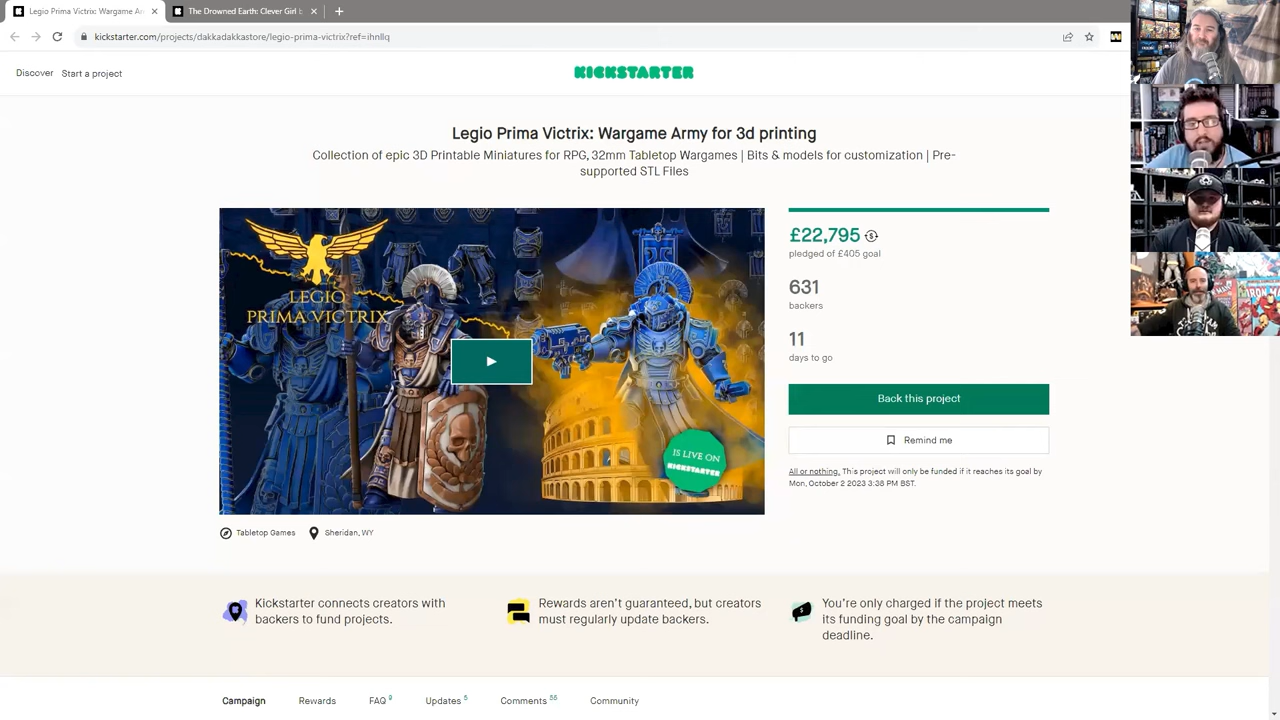 Legio Prima Victrix: Wargame Ar
The Drowned Earth: Clever Girl
kickstarter.com/projects/dakkadakkastore/legio-prima-victrix?ref=ihnllq
Discover
Start a project
KICKSTARTER
Legio Prima Victrix: Wargame Army for 3d printing
Collection of epic 3D Printable Miniatures for RPG, 32mm Tabletop Wargames | Bits & models for customization | Pre-
supported STL Files
LEGIO
PRIMA VICTRIX
IS LIVE ON
KICKSTARTER
£22,795
pledged of £405 goal
631
backers
11
days to go
Back this project
Remind me
All or nothing. This project will only be funded if it reaches its goal by
Mon, October 2 2023 3:38 PM BST.
Tabletop Games
Sheridan, WY
Kickstarter connects creators with
backers to fund projects.
Rewards aren't guaranteed, but creators
must regularly update backers.
You're only charged if the project meets
its funding goal by the campaign
deadline.
Campaign
Rewards
FAQ
Updates 5
Comments
Community
IRON MAN